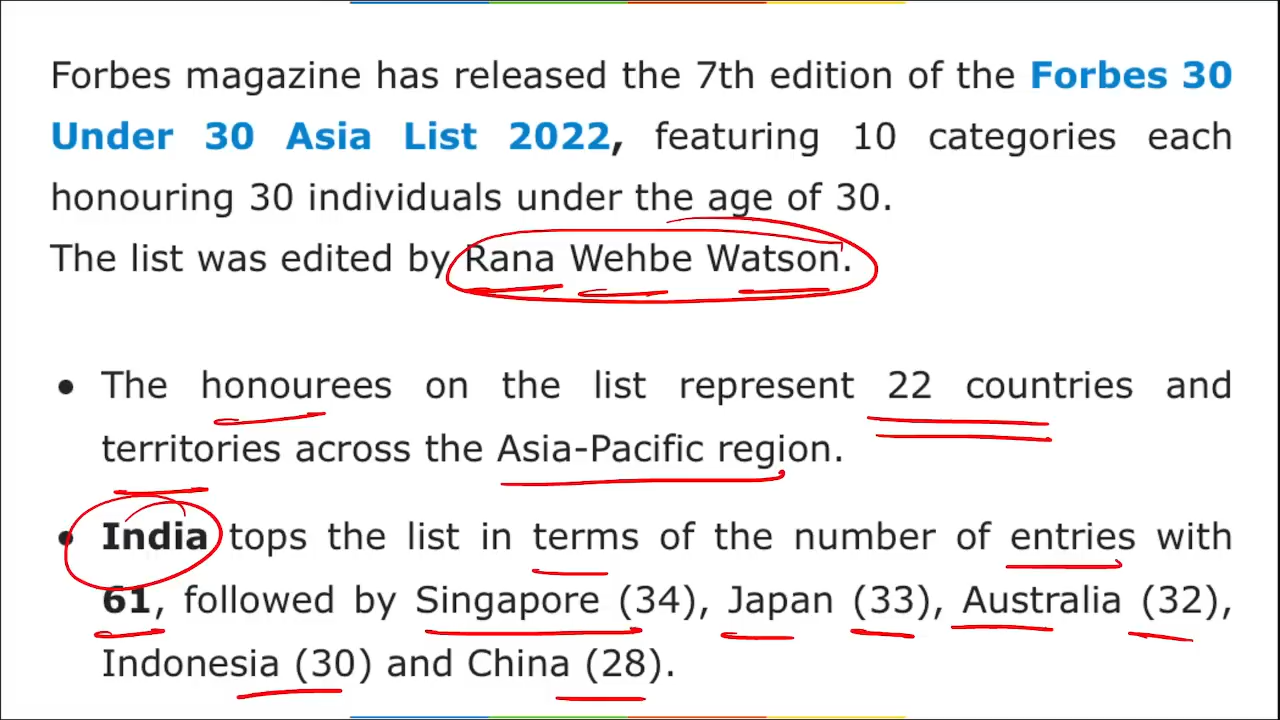 Forbes magazine has released the 7th edition of the Forbes 30
Under 30 Asia List 2022, featuring 10 categories each
honouring 30 individuals under the age of 30.
The list was edited by Rana Wehbe Watson.
• The honourees on the list represent 22 countries and
territories across the Asia-Pacific region.
• India tops the list in terms of the number of entries with
61, followed by Singapore (34), Japan (33), Australia (32),
Indonesia (30) and China (28).